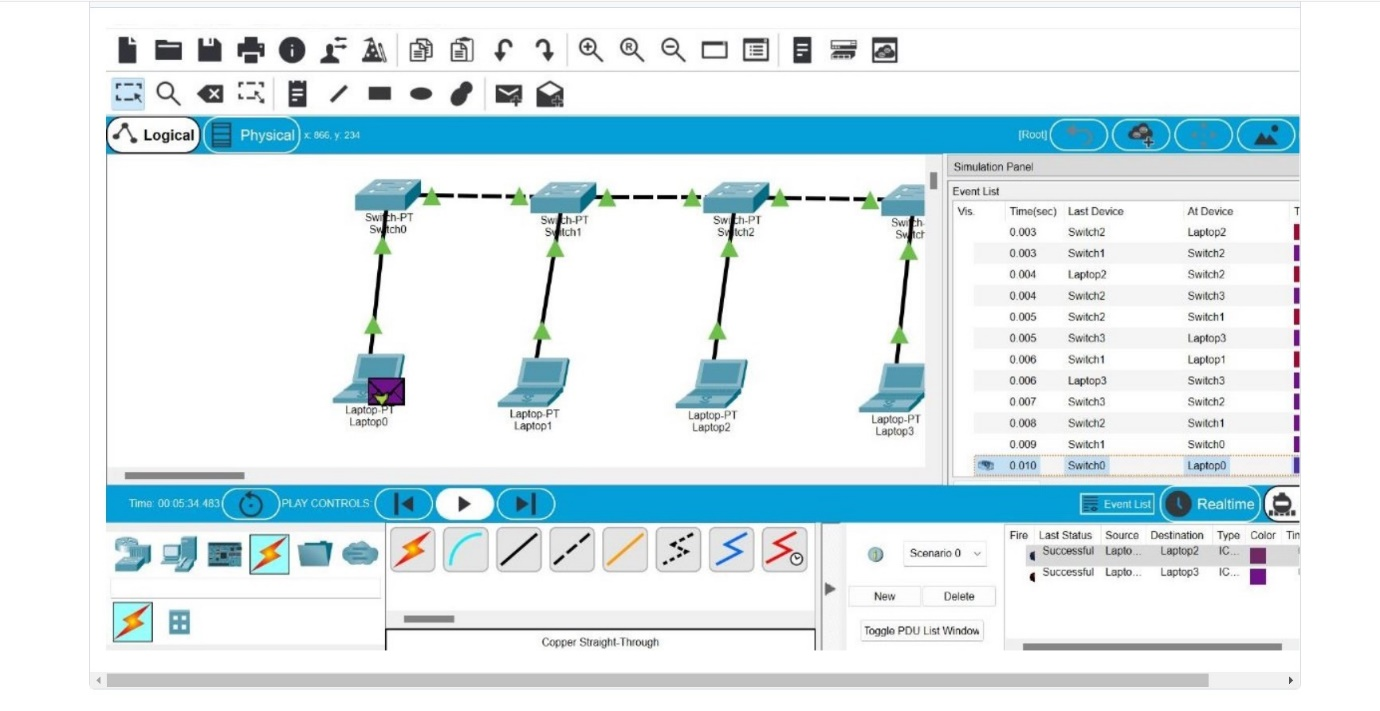 Logical Physical x: 866, y: 234 [Root]
Simulation Panel
Event List
Vis. Time(sec) Last Device At Device T
0.003 Switch2 Laptop2
0.003 Switch1 Switch2
0.004 Laptop2 Switch2
0.004 Switch2 Switch3
0.005 Switch2 Switch1
0.005 Switch3 Laptop3
0.006 Switch1 Laptop1
0.006 Laptop3 Switch3
0.007 Switch3 Switch2
0.008 Switch2 Switch1
0.009 Switch1 Switch0
0.010 Switch0 Laptop0
Switch-PT
Switch0
Switch-PT
Switch1
Switch-PT
Switch2
Switch-
Switch
Laptop-PT
Laptop0
Laptop-PT
Laptop1
Laptop-PT
Laptop2
Laptop-PT
Laptop3
Time: 00:05:34.483 PLAY CONTROLS: Event List Realtime
Scenario 0
New Delete
Toggle PDU List Window
Fire Last Status Source Destination Type Color Tin
Successful Lapto... Laptop2 IC...
Successful Lapto... Laptop3 IC...
Copper Straight-Through